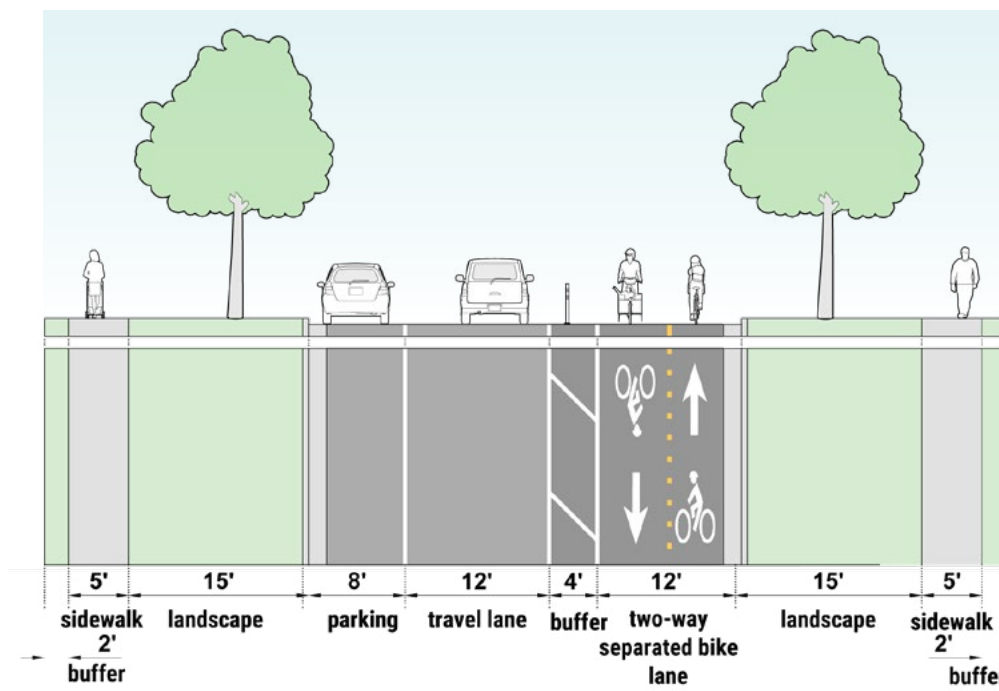 5' 15' 8' 12' 4' 12' 15' 5'
sidewalk landscape parking travel lane buffer two-way separated bike lane landscape sidewalk
2' 2'
buffer buffe